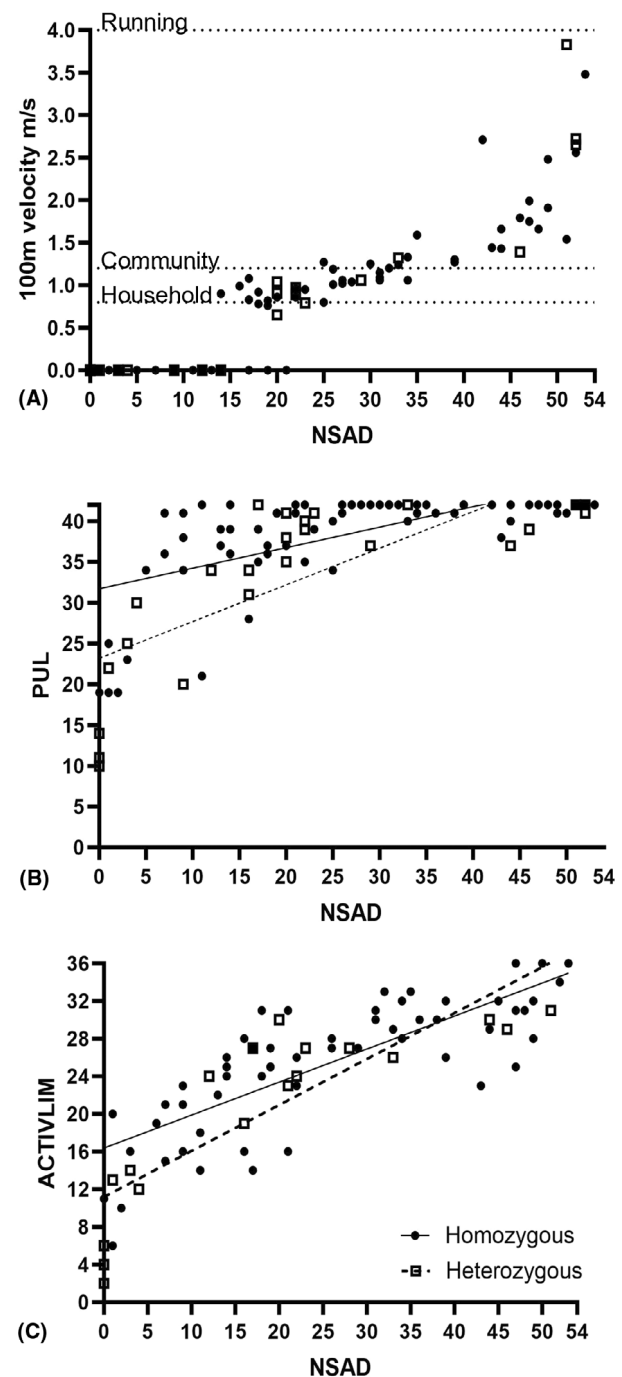 Running
4.0
3.5
3.0
2.5
2.0
1.5
1.0
0.5
0.0
100m velocity m/s
Community
Household
0 5 10 15 20 25 30 35 40 45 50 54
NSAD
(A)
40
35
30
25
20
15
10
5
0
PUL
0 5 10 15 20 25 30 35 40 45 50 54
NSAD
(B)
36
32
28
24
20
16
12
8
4
0
ACTIVLIM
Homozygous
Heterozygous
0 5 10 15 20 25 30 35 40 45 50 54
NSAD
(C)